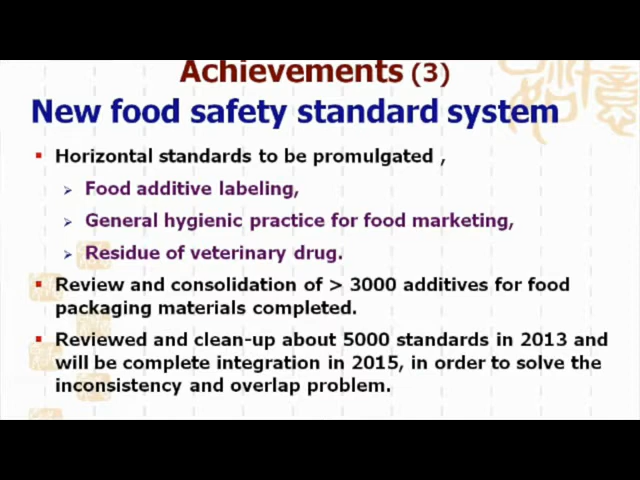 Achievements (3)
New food safety standard system
Horizontal standards to be promulgated ,
Food additive labeling,
General hygienic practice for food marketing,
Residue of veterinary drug.
Review and consolidation of > 3000 additives for food
packaging materials completed.
Reviewed and clean-up about 5000 standards in 2013 and
will be complete integration in 2015, in order to solve the
inconsistency and overlap problem.